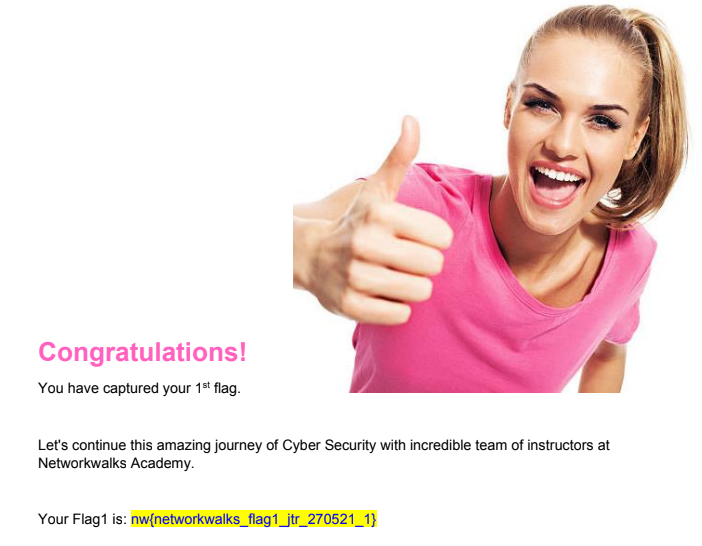 Congratulations!
You have captured your 1st flag.
Let's continue this amazing journey of Cyber Security with incredible team of instructors at
Networkwalks Academy.
Your Flag1 is: nw{networkwalks_flag1_jtr_270521_1}